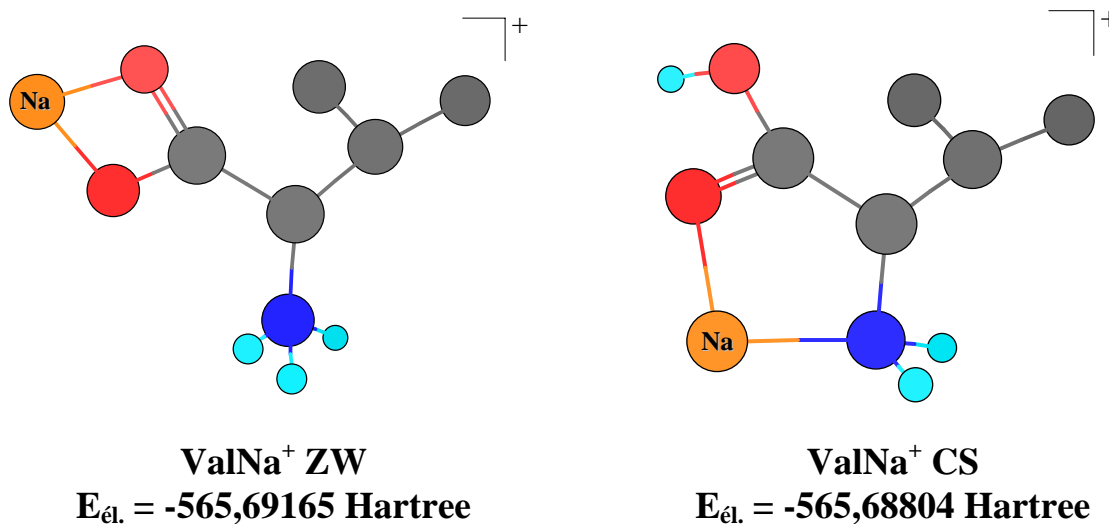 +
+
Na
Na
ValNa⁺ ZW
Eél. = -565,69165 Hartree
ValNa⁺ CS
Eél. = -565,68804 Hartree